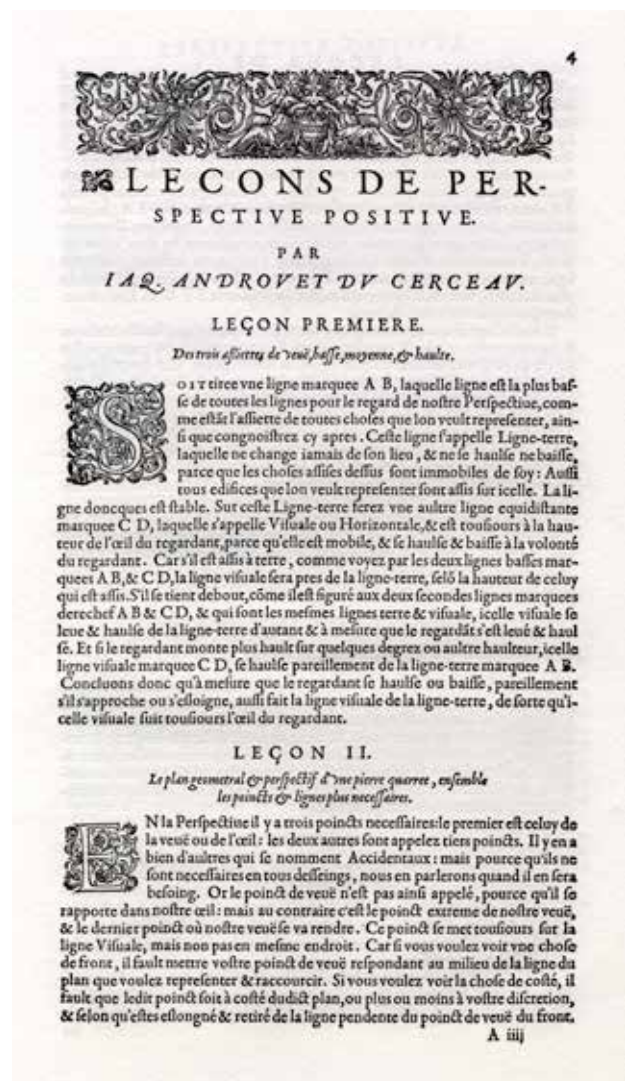 4
LECONS DE PER-
SPECTIVE POSITIVE.
PAR
IAQ. ANDROVET DV CERCEAV.
LEÇON PREMIERE.
Des trois assiettes de veuë, basse, moyenne, & haulte.
SOIT tiree vne ligne marquee A B, laquelle ligne est la plus bas-
se de toutes les lignes pour le regard de nostre Perspectiue, com-
me estât l'assiette de toutes choses que lon veult representer, ain-
si que congnoistrez cy apres. Ceste ligne s'appelle Ligne-terre,
laquelle ne change iamais de son lieu, & ne se haulse ne baisse,
parce que les choses assises dessus sont immobiles de soy: Aussi
tous edifices que lon veult representer sont assis sur icelle. La li-
gne doncques est stable. Sur ceste Ligne-terre ferez vne aultre ligne equidistante
marquee C D, laquelle s'appelle Visuale ou Horizontale, & est tousiours à la hau-
teur de l'œil du regardant, parce qu'elle est mobile, & se haulse & baisse à la volonté
du regardant. Car s'il est assis à terre, comme voyez par les deux lignes basses mar-
quees A B, & C D, la ligne visuale sera pres de la ligne-terre, selô la hauteur de celuy
qui est assis. S'il se tient debout, côme il est figuré aux deux secondes lignes marquees
derechef A B & C D, & qui sont les mesmes lignes terre & visuale, icelle visuale se
leue & haulse de la ligne-terre d'autant & à mesure que le regardât s'est leué & haul
sé. Et si le regardant monte plus hault sur quelques degrez ou aultre haulteur, icelle
ligne visuale marquee C D, se haulse pareillement de la ligne-terre marquee A B.
Concluons donc qu'à mesure que le regardant se haulse ou baisse, pareillement
s'il s'approche ou s'esloigne, aussi fait la ligne visuale de la ligne-terre, de sorte qu'i-
celle visuale suit tousiours l'œil du regardant.
LEÇON II.
Le plan geometral & perspectif d'vne pierre quarree, ensemble
les poincts & lignes plus necessaires.
EN la Perspectiue il y a trois poincts necessaires: le premier est celuy de
la veuë ou de l'œil: les deux autres sont appelez tiers poincts. Il y en a
bien d'aultres qui se nomment Accidentaux: mais pource qu'ils ne
sont necessaires en tous desseings, nous en parlerons quand il en sera
besoing. Or le poinct de veuë n'est pas ainsi appelé, pource qu'il se
rapporte dans nostre œil: mais au contraire c'est le poinct extreme de nostre veuë,
& le dernier poinct où nostre veuë se va rendre. Ce poinct se met tousiours sur la
ligne Visuale, mais non pas en mesme endroit. Car si vous voulez voir vne chose
de front, il fault mettre vostre poinct de veuë respondant au milieu de la ligne du
plan que voulez representer & raccourcir. Si vous voulez voir la chose de costé, il
fault que ledit poinct soit à costé dudict plan, ou plus ou moins à vostre discretion,
& selon qu'estes eslongné & retiré de la ligne pendente du poinct de veuë du front.
A iiij